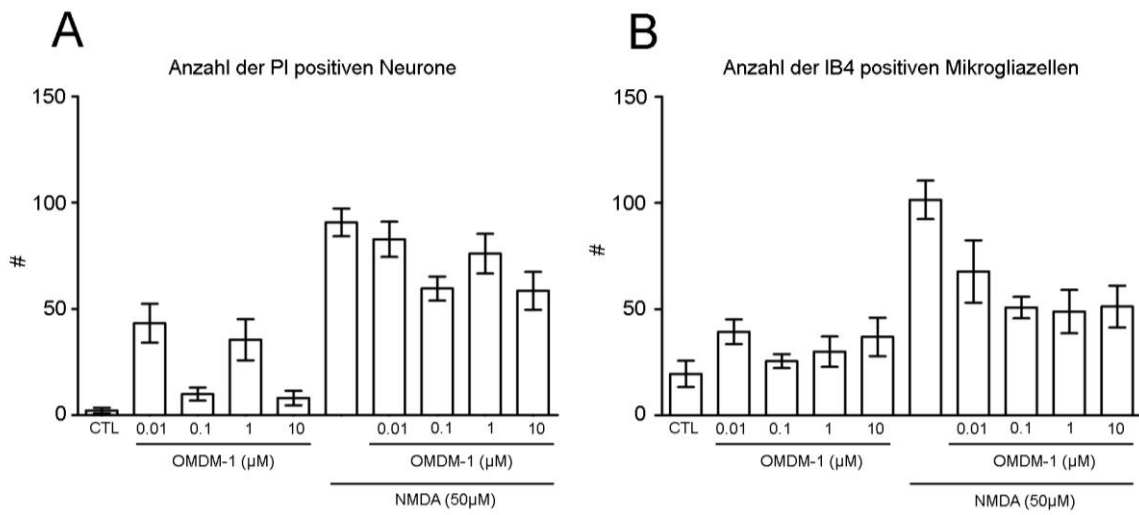 A
Anzahl der PI positiven Neurone
150
100
#
50
0
CTL 0.01 0.1 1 10 0.01 0.1 1 10
OMDM-1 (µM) OMDM-1 (µM)
NMDA (50µM)
B
Anzahl der IB4 positiven Mikrogliazellen
150
100
#
50
0
CTL 0.01 0.1 1 10 0.01 0.1 1 10
OMDM-1 (µM) OMDM-1 (µM)
NMDA (50µM)